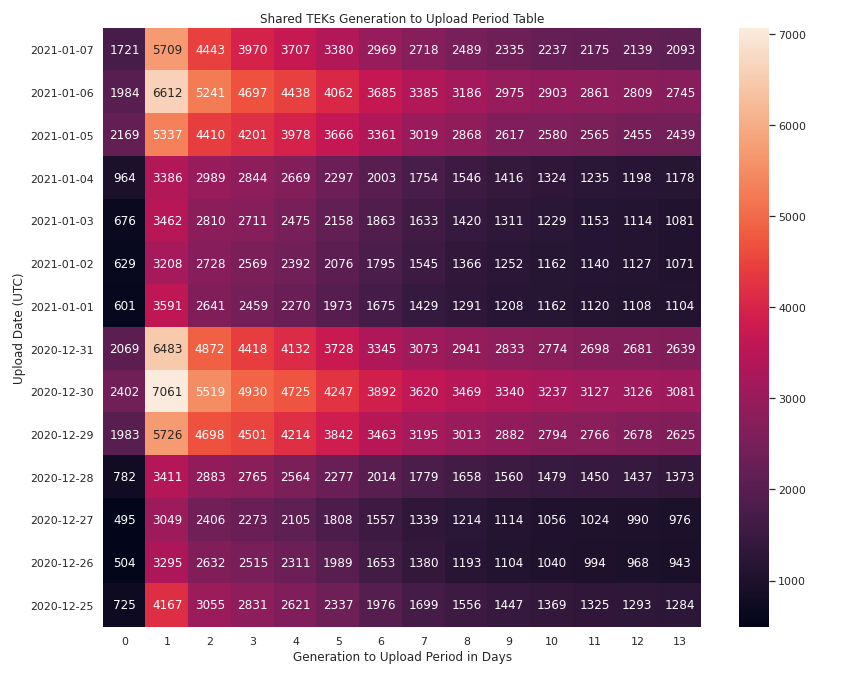 Shared TEKs Generation to Upload Period Table
Upload Date (UTC)
2021-01-07 1721 5709 4443 3970 3707 3380 2969 2718 2489 2335 2237 2175 2139 2093
2021-01-06 1984 6612 5241 4697 4438 4062 3685 3385 3186 2975 2903 2861 2809 2745
2021-01-05 2169 5337 4410 4201 3978 3666 3361 3019 2868 2617 2580 2565 2455 2439
2021-01-04 964 3386 2989 2844 2669 2297 2003 1754 1546 1416 1324 1235 1198 1178
2021-01-03 676 3462 2810 2711 2475 2158 1863 1633 1420 1311 1229 1153 1114 1081
2021-01-02 629 3208 2728 2569 2392 2076 1795 1545 1366 1252 1162 1140 1127 1071
2021-01-01 601 3591 2641 2459 2270 1973 1675 1429 1291 1208 1162 1120 1108 1104
2020-12-31 2069 6483 4872 4418 4132 3728 3345 3073 2941 2833 2774 2698 2681 2639
2020-12-30 2402 7061 5519 4930 4725 4247 3892 3620 3469 3340 3237 3127 3126 3081
2020-12-29 1983 5726 4698 4501 4214 3842 3463 3195 3013 2882 2794 2766 2678 2625
2020-12-28 782 3411 2883 2765 2564 2277 2014 1779 1658 1560 1479 1450 1437 1373
2020-12-27 495 3049 2406 2273 2105 1808 1557 1339 1214 1114 1056 1024 990 976
2020-12-26 504 3295 2632 2515 2311 1989 1653 1380 1193 1104 1040 994 968 943
2020-12-25 725 4167 3055 2831 2621 2337 1976 1699 1556 1447 1369 1325 1293 1284
0 1 2 3 4 5 6 7 8 9 10 11 12 13
Generation to Upload Period in Days
7000
6000
5000
4000
3000
2000
1000